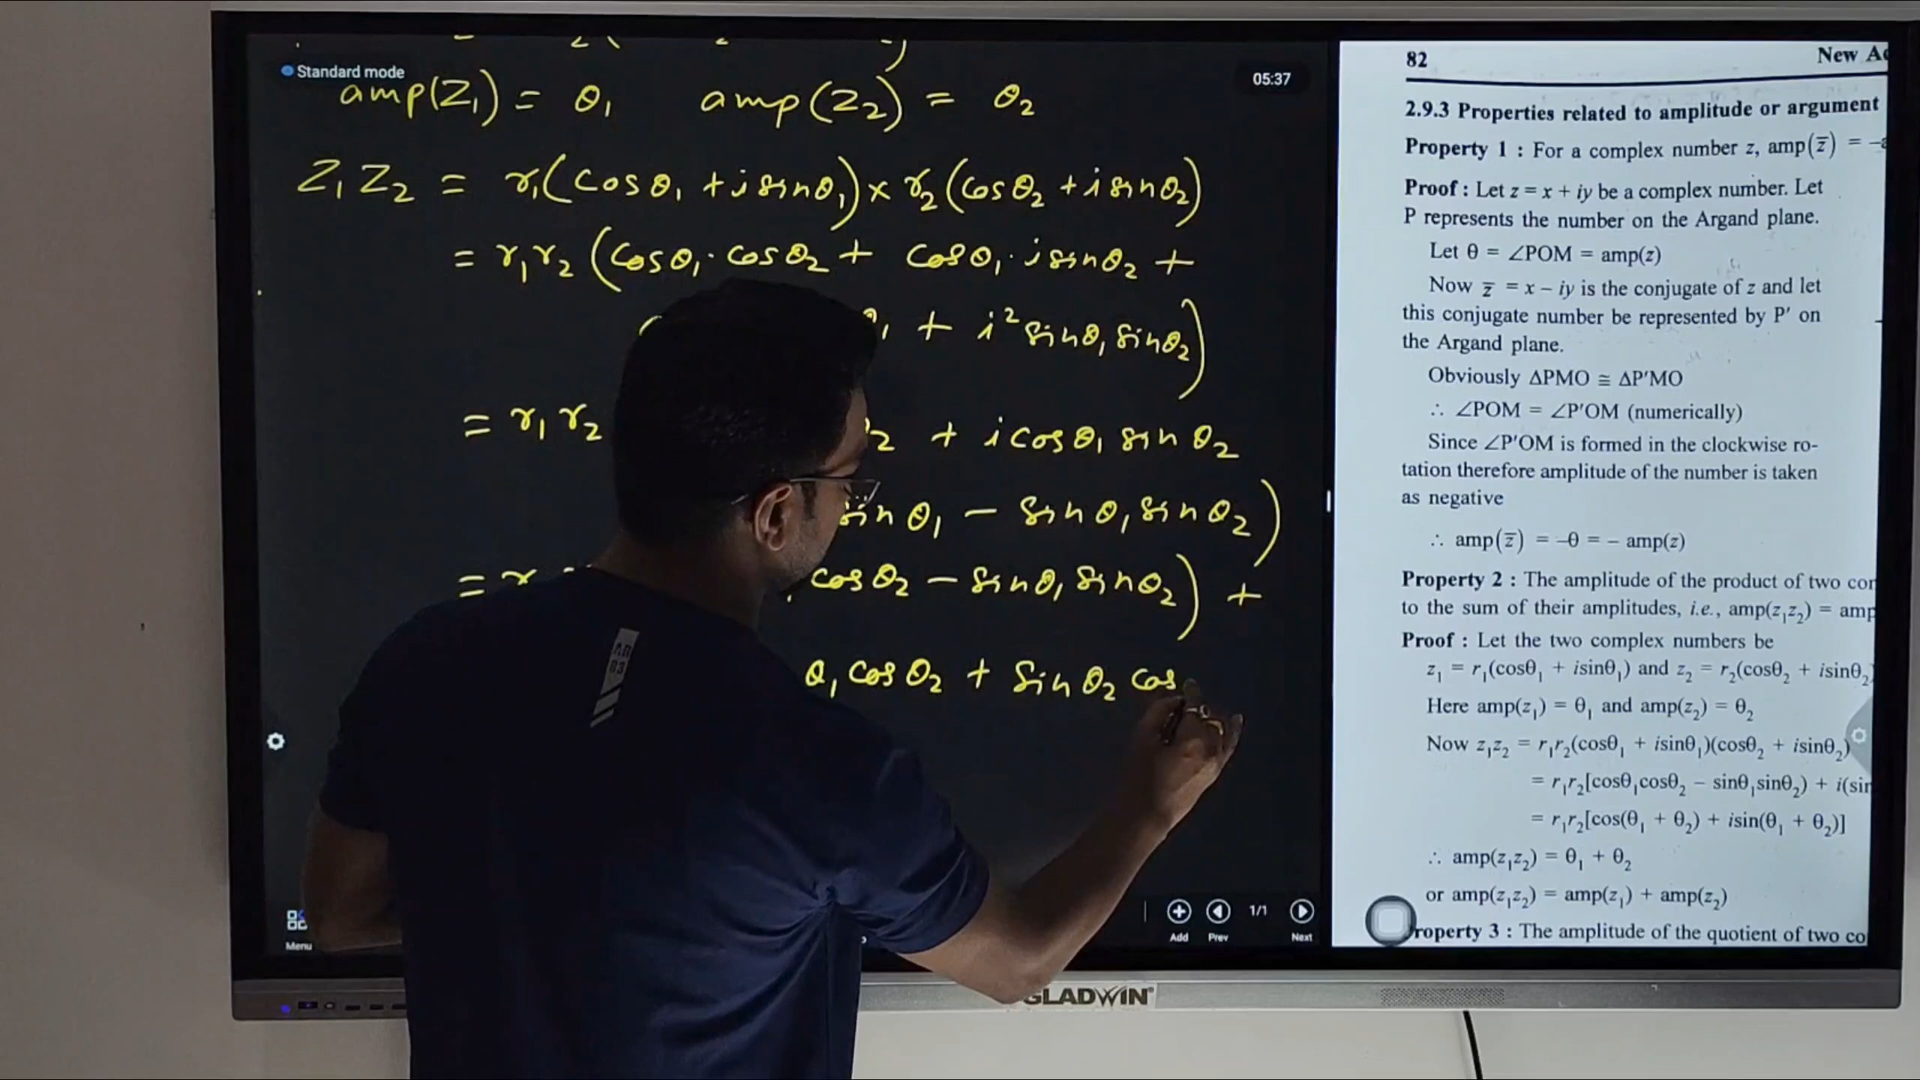 Standard mode
05:37
amp(Z₁) = θ₁ amp(Z₂) = θ₂
Z₁Z₂ = r₁(cosθ₁ + i sinθ₁) × r₂(cosθ₂ + i sinθ₂)
= r₁r₂ (cosθ₁·cosθ₂ + cosθ₁·i sinθ₂ +
+ i² sinθ₁ sinθ₂)
= r₁ r₂ + i cosθ₁ sinθ₂
sinθ₁ − sinθ₁ sinθ₂)
= cosθ₂ − sinθ₁ sinθ₂) +
θ₁ cosθ₂ + sinθ₂ cos
Menu
Add
Prev
1/1
Next
82
New
2.9.3 Properties related to amplitude or argument
Property 1 : For a complex number z, amp(z̅) = –
Proof : Let z = x + iy be a complex number. Let
P represents the number on the Argand plane.
Let θ = ∠POM = amp(z)
Now z̅ = x – iy is the conjugate of z and let
this conjugate number be represented by P′ on
the Argand plane.
Obviously ΔPMO ≅ ΔP′MO
∴ ∠POM = ∠P′OM (numerically)
Since ∠P′OM is formed in the clockwise ro-
tation therefore amplitude of the number is taken
as negative
∴ amp(z̅) = –θ = – amp(z)
Property 2 : The amplitude of the product of two
to the sum of their amplitudes, i.e., amp(z₁z₂) = amp
Proof : Let the two complex numbers be
z₁ = r₁(cosθ₁ + isinθ₁) and z₂ = r₂(cosθ₂ + isinθ₂
Here amp(z₁) = θ₁ and amp(z₂) = θ₂
Now z₁z₂ = r₁r₂(cosθ₁ + isinθ₁)(cosθ₂ + isinθ₂)
= r₁r₂[cosθ₁cosθ₂ – sinθ₁sinθ₂) + i(sin
= r₁r₂[cos(θ₁ + θ₂) + isin(θ₁ + θ₂)]
∴ amp(z₁z₂) = θ₁ + θ₂
or amp(z₁z₂) = amp(z₁) + amp(z₂)
roperty 3 : The amplitude of the quotient of two
GLADWIN